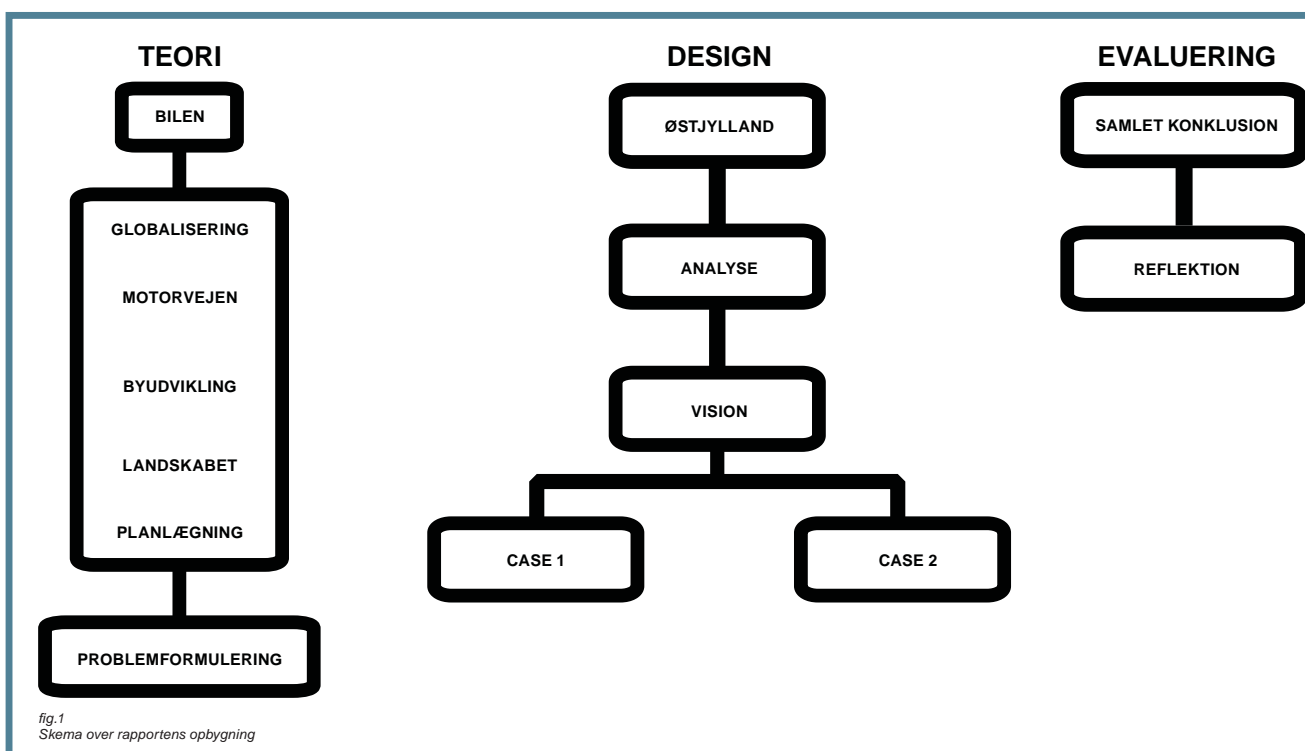 TEORI
BILEN
GLOBALISERING
MOTORVEJEN
BYUDVIKLING
LANDSKABET
PLANLÆGNING
PROBLEMFORMULERING
DESIGN
ØSTJYLLAND
ANALYSE
VISION
CASE 1
CASE 2
EVALUERING
SAMLET KONKLUSION
REFLEKTION
fig.1
Skema over rapportens opbygning